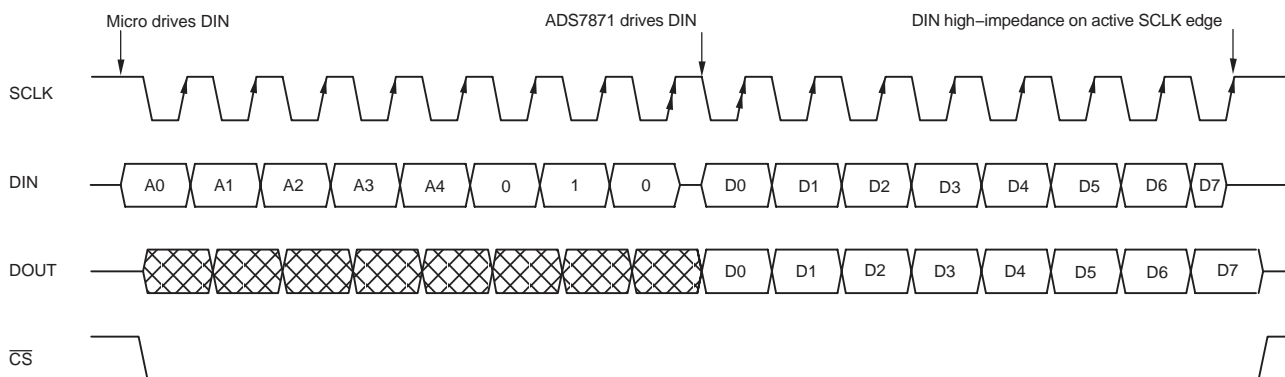 Micro drives DIN ADS7871 drives DIN DIN high−impedance on active SCLK edge
SCLK
DIN A0 A1 A2 A3 A4 0 1 0 D0 D1 D2 D3 D4 D5 D6 D7
DOUT D0 D1 D2 D3 D4 D5 D6 D7
CS